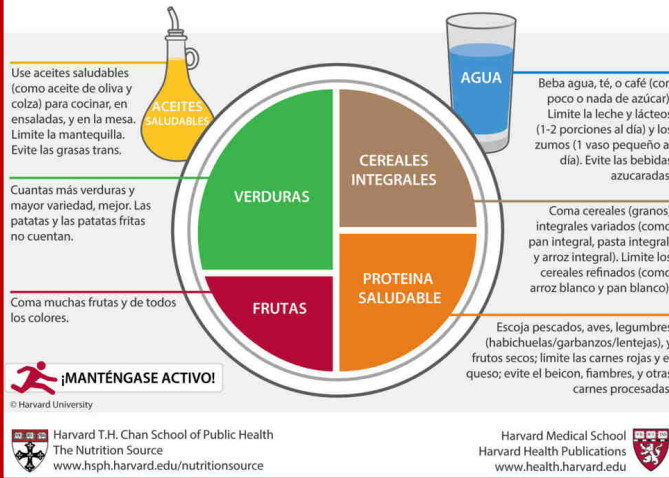 Use aceites saludables
(como aceite de oliva y
colza) para cocinar, en
ensaladas, y en la mesa.
Limite la mantequilla.
Evite las grasas trans.
ACEITES
SALUDABLES
AGUA
Beba agua, té, o café (con
poco o nada de azúcar)
Limite la leche y lácteos
(1-2 porciones al día) y los
zumos (1 vaso pequeño a
día). Evite las bebidas
azucaradas
Cuantas más verduras y
mayor variedad, mejor. Las
patatas y las patatas fritas
no cuentan.
VERDURAS
CEREALES
INTEGRALES
Coma cereales (granos)
integrales variados (como
pan integral, pasta integral
y arroz integral). Limite los
cereales refinados (como
arroz blanco y pan blanco)
Coma muchas frutas y de todos
los colores.
FRUTAS
PROTEINA
SALUDABLE
Escoja pescados, aves, legumbres
(habichuelas/garbanzos/lentejas), y
frutos secos; limite las carnes rojas y e
queso; evite el beicon, fiambres, y otras
carnes procesadas
¡MANTÉNGASE ACTIVO!
© Harvard University
Harvard T.H. Chan School of Public Health
The Nutrition Source
www.hsph.harvard.edu/nutritionsource
Harvard Medical School
Harvard Health Publications
www.health.harvard.edu